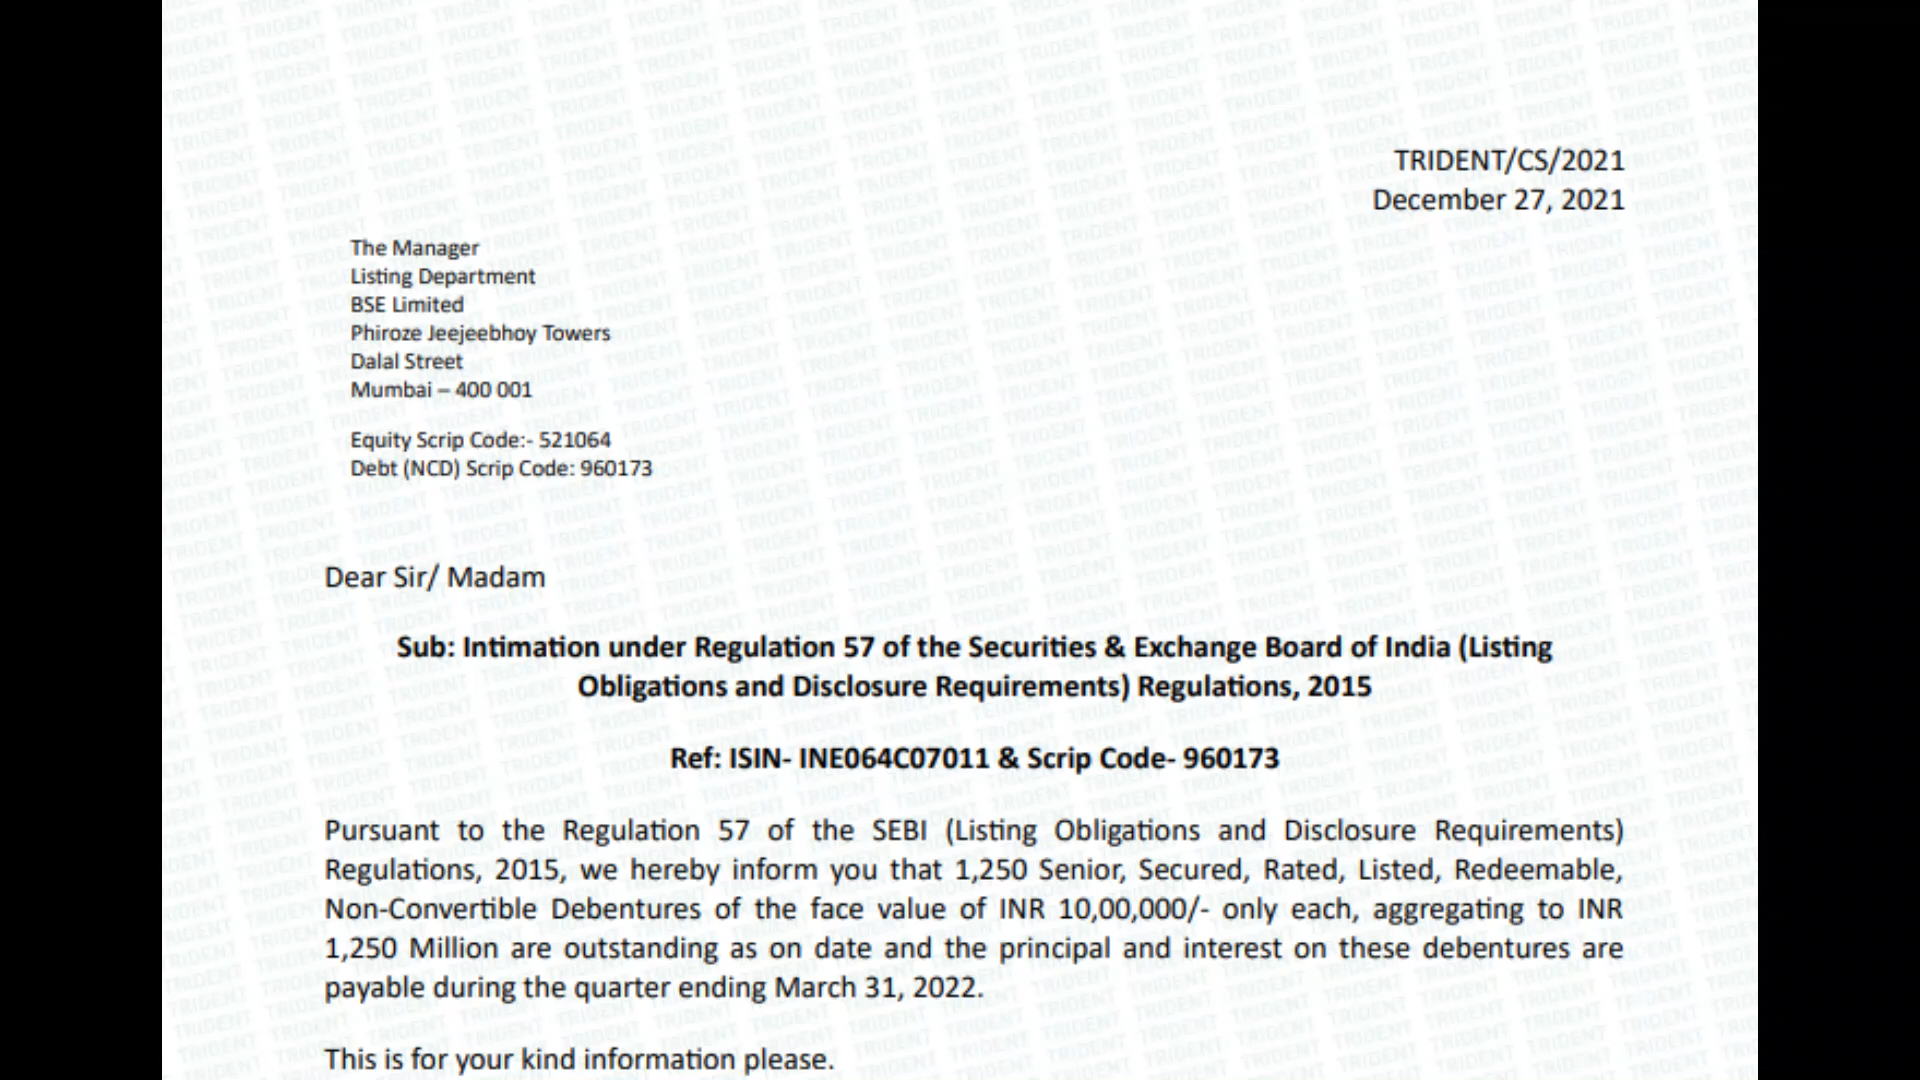 TRIDENT/CS/2021
December 27, 2021
The Manager
Listing Department
BSE Limited
Phiroze Jeejeebhoy Towers
Dalal Street
Mumbai – 400 001
Equity Scrip Code:- 521064
Debt (NCD) Scrip Code: 960173
Dear Sir/ Madam
Sub: Intimation under Regulation 57 of the Securities & Exchange Board of India (Listing
Obligations and Disclosure Requirements) Regulations, 2015
Ref: ISIN- INE064C07011 & Scrip Code- 960173
Pursuant to the Regulation 57 of the SEBI (Listing Obligations and Disclosure Requirements)
Regulations, 2015, we hereby inform you that 1,250 Senior, Secured, Rated, Listed, Redeemable,
Non-Convertible Debentures of the face value of INR 10,00,000/- only each, aggregating to INR
1,250 Million are outstanding as on date and the principal and interest on these debentures are
payable during the quarter ending March 31, 2022.
This is for your kind information please.